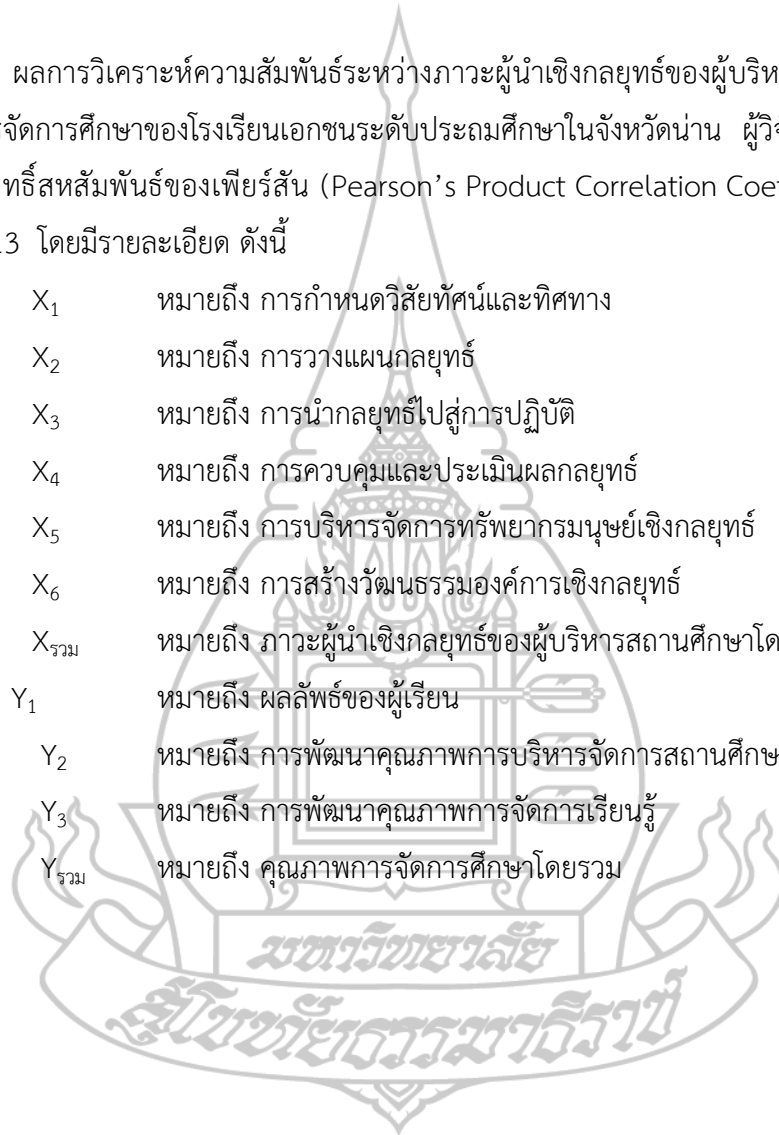 ผลการวิเคราะห์ความสัมพันธ์ระหว่างภาวะผู้นำเชิงกลยุทธ์ของผู้บริห
จัดการศึกษาของโรงเรียนเอกชนระดับประถมศึกษาในจังหวัดน่าน ผู้วิ
ทธิ์สหสัมพันธ์ของเพียร์สัน (Pearson's Product Correlation Coe
3 โดยมีรายละเอียด ดังนี้
X₁ หมายถึง การกำหนดวิสัยทัศน์และทิศทาง
X₂ หมายถึง การวางแผนกลยุทธ์
X₃ หมายถึง การนำกลยุทธ์ไปสู่การปฏิบัติ
X₄ หมายถึง การควบคุมและประเมินผลกลยุทธ์
X₅ หมายถึง การบริหารจัดการทรัพยากรมนุษย์เชิงกลยุทธ์
X₆ หมายถึง การสร้างวัฒนธรรมองค์การเชิงกลยุทธ์
Xรวม หมายถึง ภาวะผู้นำเชิงกลยุทธ์ของผู้บริหารสถานศึกษาโด
Y₁ หมายถึง ผลลัพธ์ของผู้เรียน
Y₂ หมายถึง การพัฒนาคุณภาพการบริหารจัดการสถานศึกษ
Y₃ หมายถึง การพัฒนาคุณภาพการจัดการเรียนรู้
Yรวม หมายถึง คุณภาพการจัดการศึกษาโดยรวม
มหาวิทยาลัย
สุโขทัยธรรมาธิราช